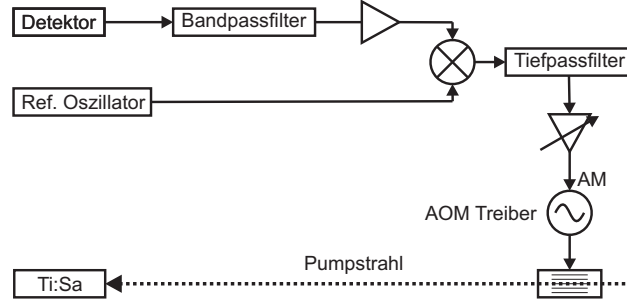 Detektor
Bandpassfilter
Tiefpassfilter
Ref. Oszillator
AM
AOM Treiber
Pumpstrahl
Ti:Sa